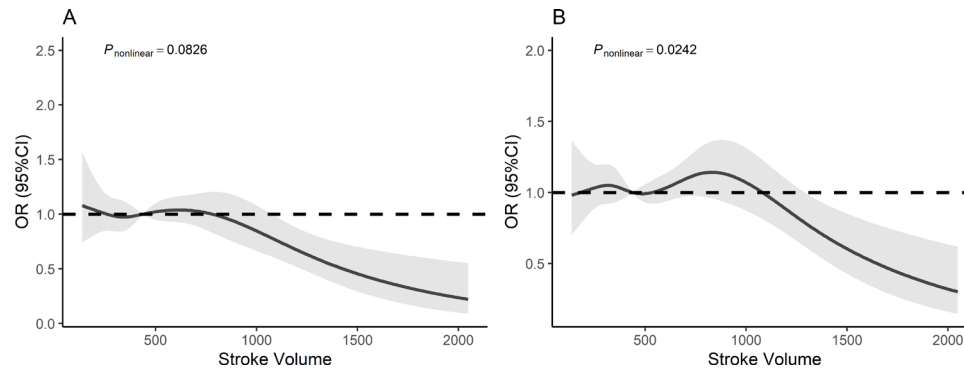 A
P nonlinear = 0.0826
OR (95%CI)
2.5
2.0
1.5
1.0
0.5
0.0
500 1000 1500 2000
Stroke Volume
B
P nonlinear = 0.0242
OR (95%CI)
2.0
1.5
1.0
0.5
500 1000 1500 2000
Stroke Volume